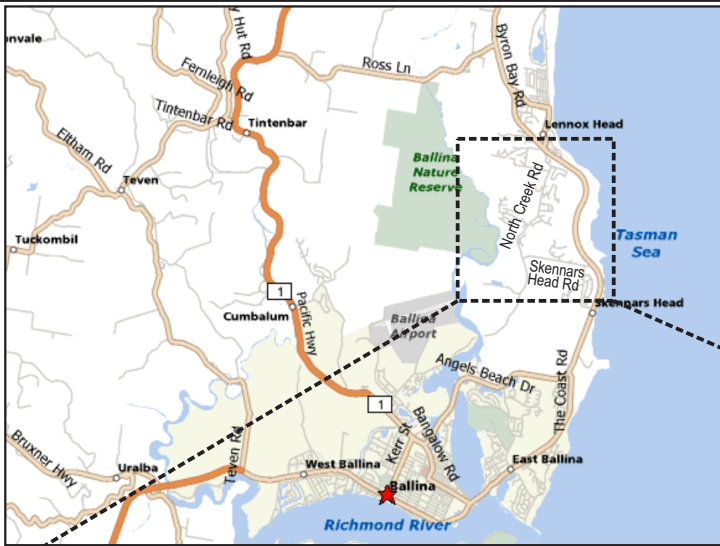 onvale
y Hut Rd
Byron Bay Rd
Ross Ln
Fernleigh Rd
Tintenbar Rd
Tintenbar
Lennox Head
Eltham Rd
Ballina
Nature
Reserve
Teven
North Creek Rd
Tuckombil
Tasman
Sea
Skennars
Head Rd
1
Skennars Head
Cumbalum
Pacific Hwy
Ballina
Airport
Angels Beach Dr
The Coast Rd
1
Bruxner Hwy
Teven Rd
Kerr St
Bangalow Rd
Uralba
West Ballina
East Ballina
Ballina
Richmond River